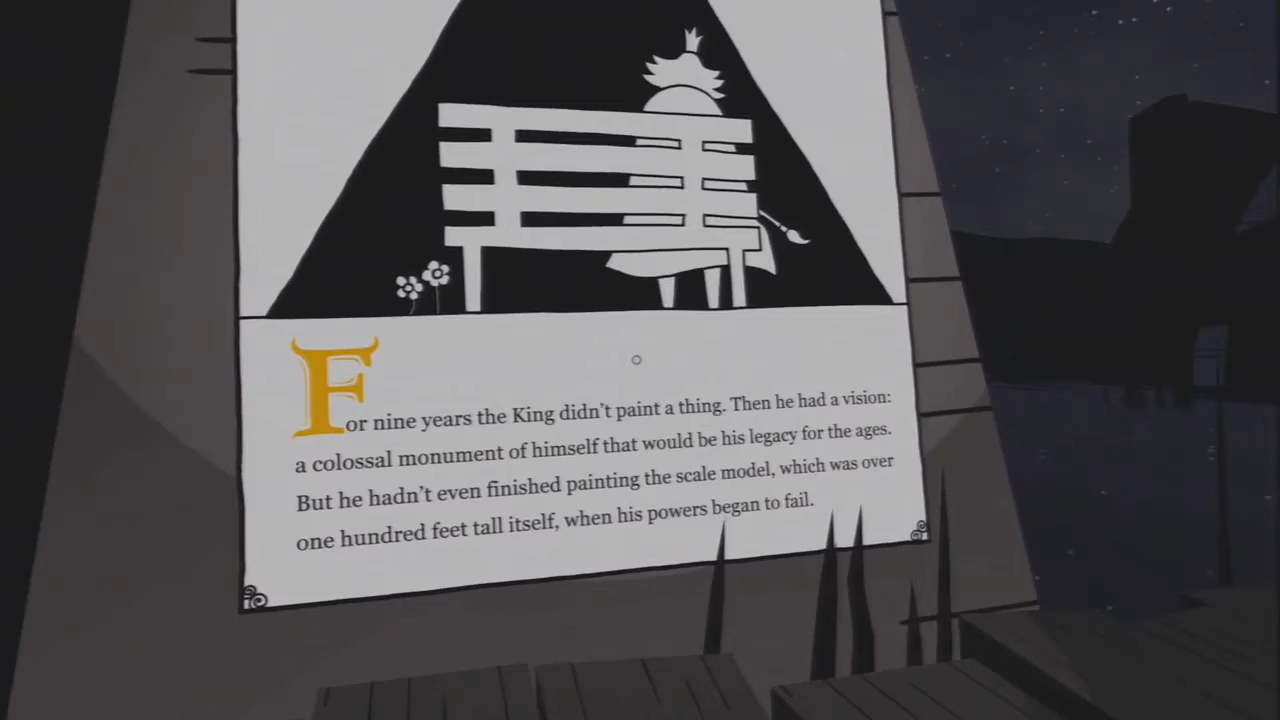 For nine years the King didn't paint a thing. Then he had a vision:
a colossal monument of himself that would be his legacy for the ages.
But he hadn't even finished painting the scale model, which was over
one hundred feet tall itself, when his powers began to fail.